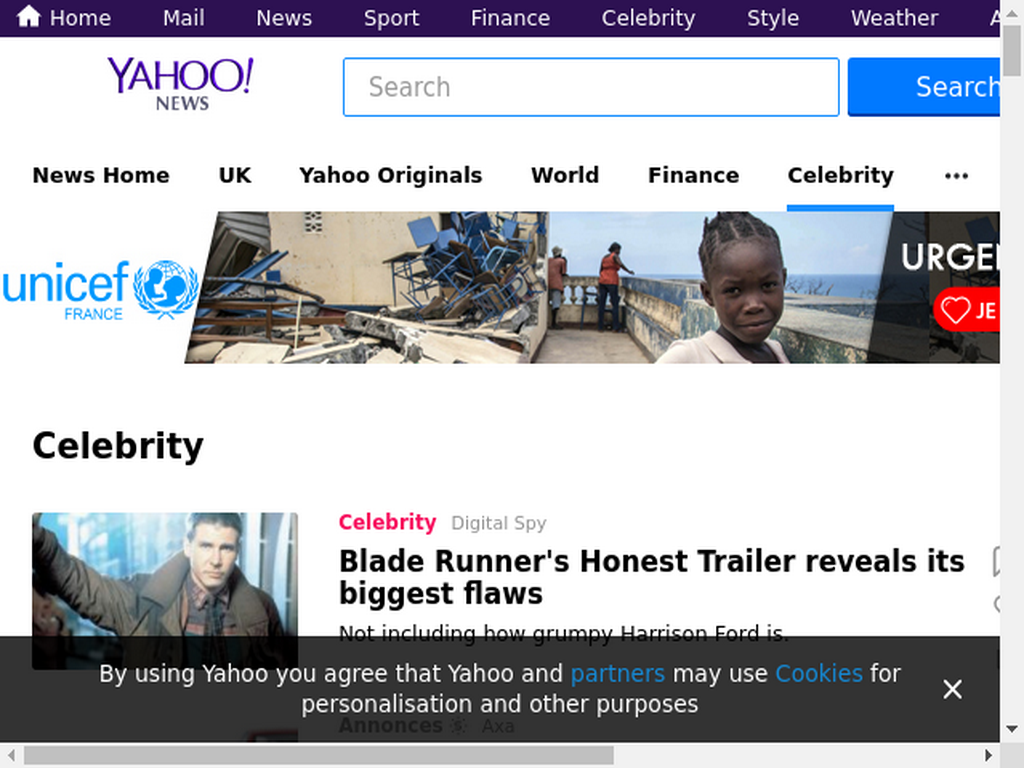 Home Mail News Sport Finance Celebrity Style Weather
YAHOO!
NEWS
Search
Search
News Home UK Yahoo Originals World Finance Celebrity ...
unicef
FRANCE
URGEN
JE
Celebrity
Celebrity Digital Spy
Blade Runner's Honest Trailer reveals its
biggest flaws
Not including how grumpy Harrison Ford is.
By using Yahoo you agree that Yahoo and partners may use Cookies for
personalisation and other purposes
Annonces Axa